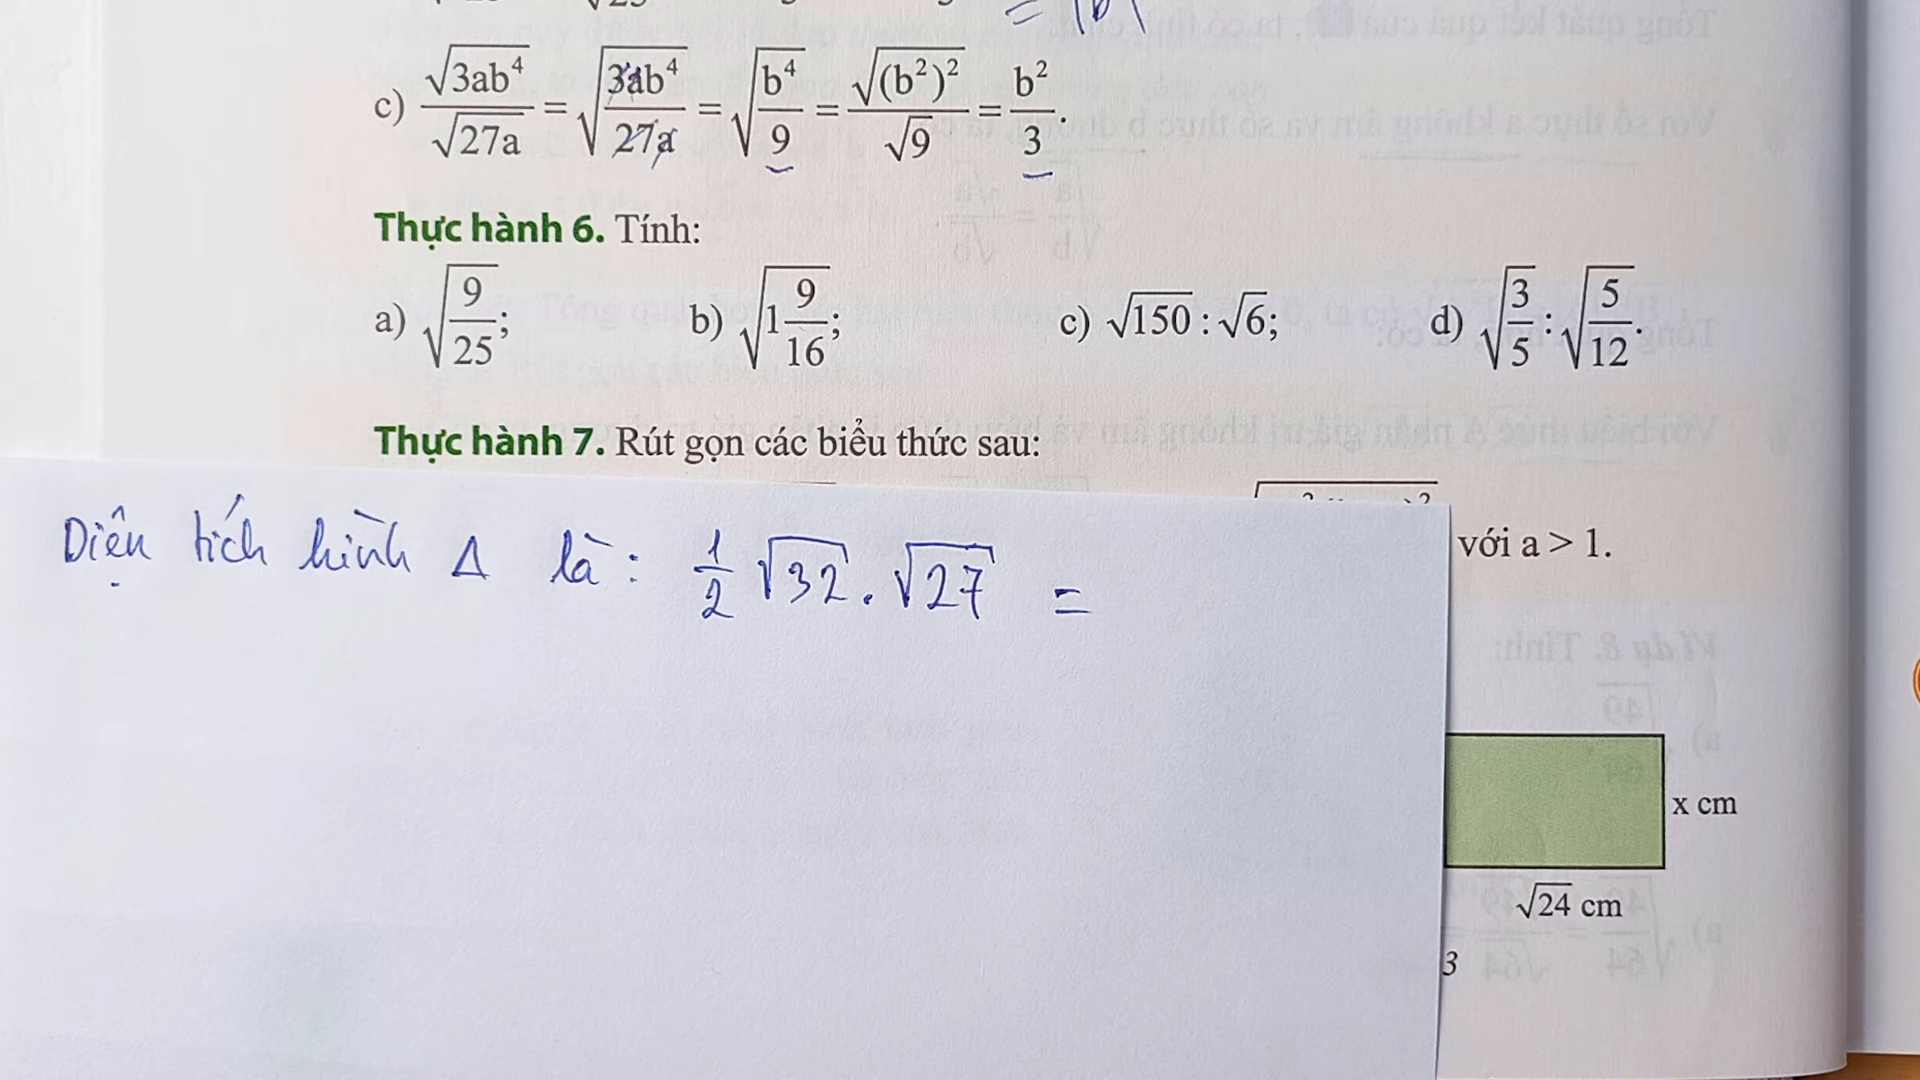 = |b|
c) √3ab⁴/√27a = √(3ab⁴/27a) = √(b⁴/9) = √(b²)²/√9 = b²/3.
Thực hành 6. Tính:
a) √(9/25); b) √(1 9/16); c) √150 : √6; d) √(3/5) : √(5/12).
Thực hành 7. Rút gọn các biểu thức sau:
với a > 1.
Diện tích hình Δ là: 1/2 √32 . √27 =
x cm
√24 cm
3